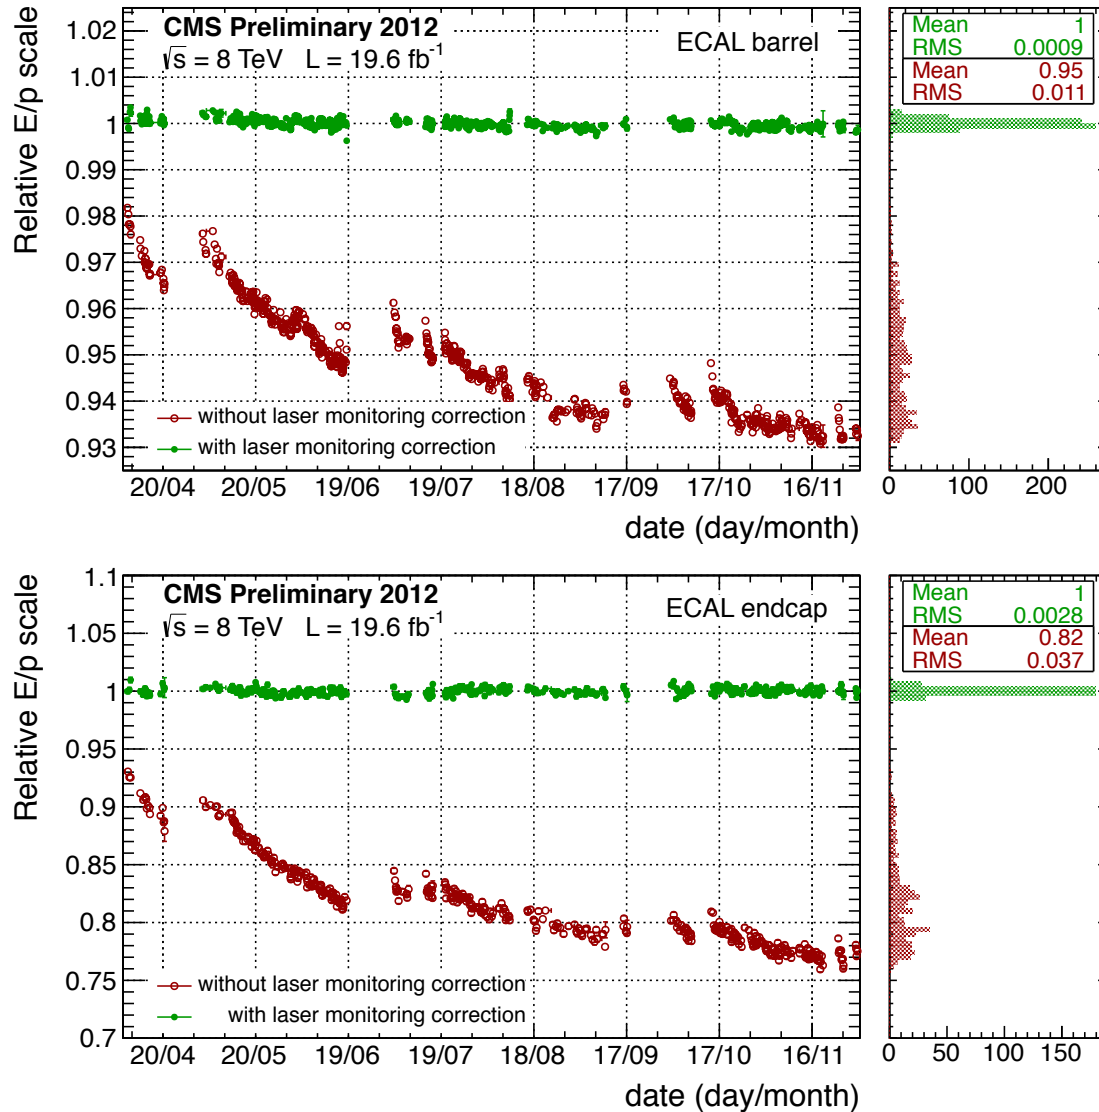 CMS Preliminary 2012
√s = 8 TeV L = 19.6 fb⁻¹
ECAL barrel
Relative E/p scale
1.02
1.01
1
0.99
0.98
0.97
0.96
0.95
0.94
0.93
without laser monitoring correction
with laser monitoring correction
20/04 20/05 19/06 19/07 18/08 17/09 17/10 16/11
date (day/month)
Mean 1
RMS 0.0009
Mean 0.95
RMS 0.011
0 100 200
CMS Preliminary 2012
√s = 8 TeV L = 19.6 fb⁻¹
ECAL endcap
Relative E/p scale
1.1
1.05
1
0.95
0.9
0.85
0.8
0.75
0.7
without laser monitoring correction
with laser monitoring correction
20/04 20/05 19/06 19/07 18/08 17/09 17/10 16/11
date (day/month)
Mean 1
RMS 0.0028
Mean 0.82
RMS 0.037
0 50 100 150